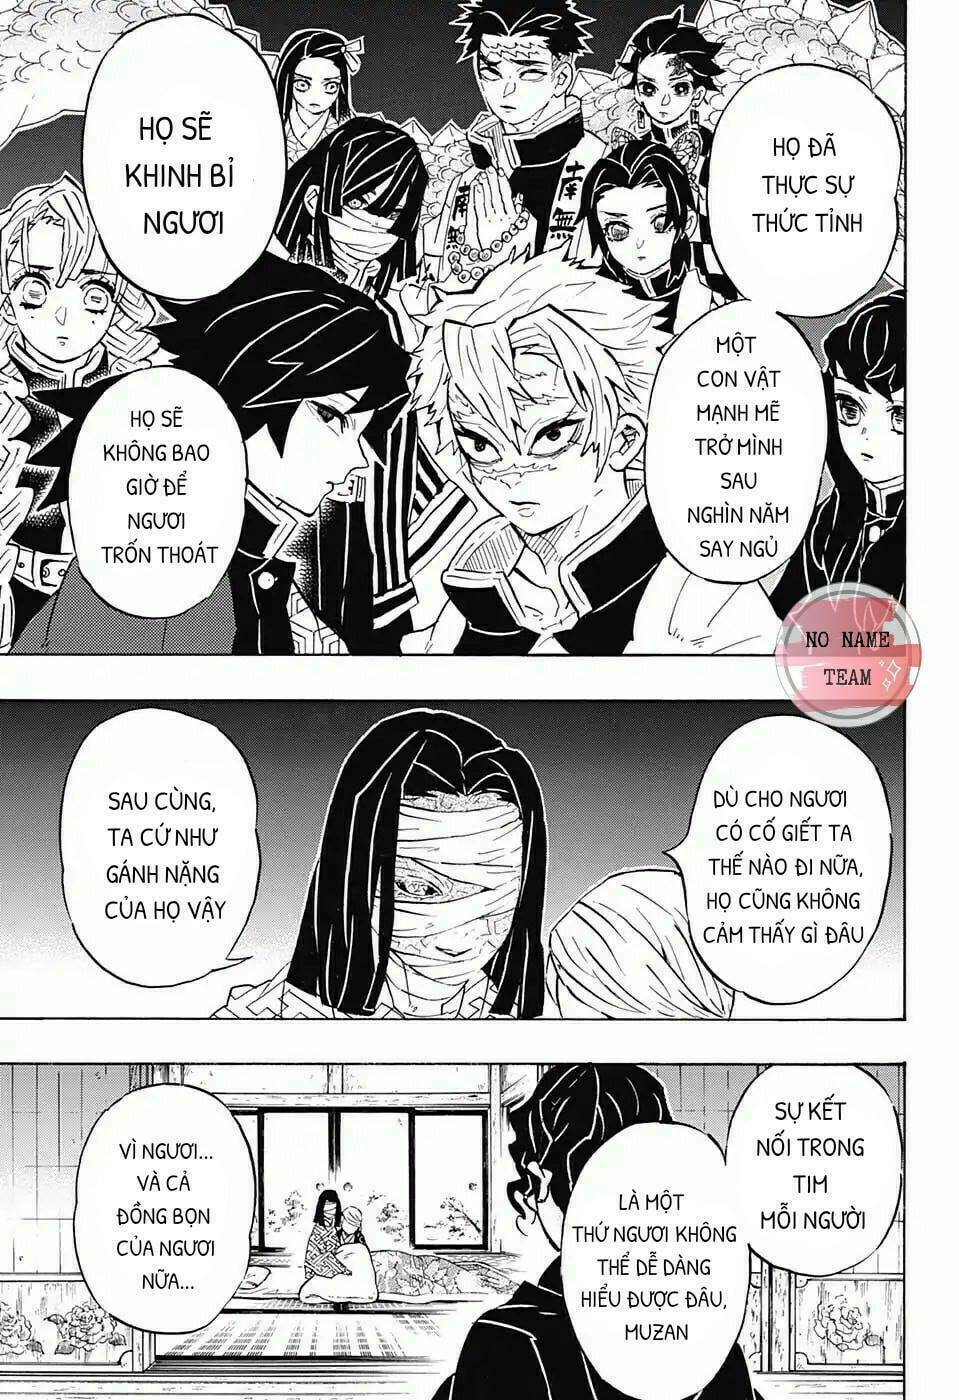 HỌ ĐÃ
THỰC SỰ
THỨC TỈNH
MỘT
CON VẬT
MẠNH MẼ
TRỞ MÌNH
SAU
NGHÌN NĂM
SAY NGỦ
HỌ SẼ
KHINH BỈ
NGƯƠI
HỌ SẼ
KHÔNG BAO
GIỜ ĐỂ
NGƯƠI
TRỐN THOÁT
南無
NO NAME
TEAM
DÙ CHO NGƯƠI
CÓ CỐ GIẾT TA
THẾ NÀO ĐI NỮA,
HỌ CŨNG KHÔNG
CẢM THẤY GÌ ĐÂU
SAU CÙNG,
TA CỨ NHƯ
GÁNH NẶNG
CỦA HỌ VẬY
SỰ KẾT
NỐI TRONG
TIM
MỖI NGƯỜI
LÀ MỘT
THỨ NGƯƠI KHÔNG
THỂ DỄ DÀNG
HIỂU ĐƯỢC ĐÂU,
MUZAN
VÌ NGƯƠI...
VÀ CẢ
ĐỒNG BỌN
CỦA NGƯƠI
NỮA...